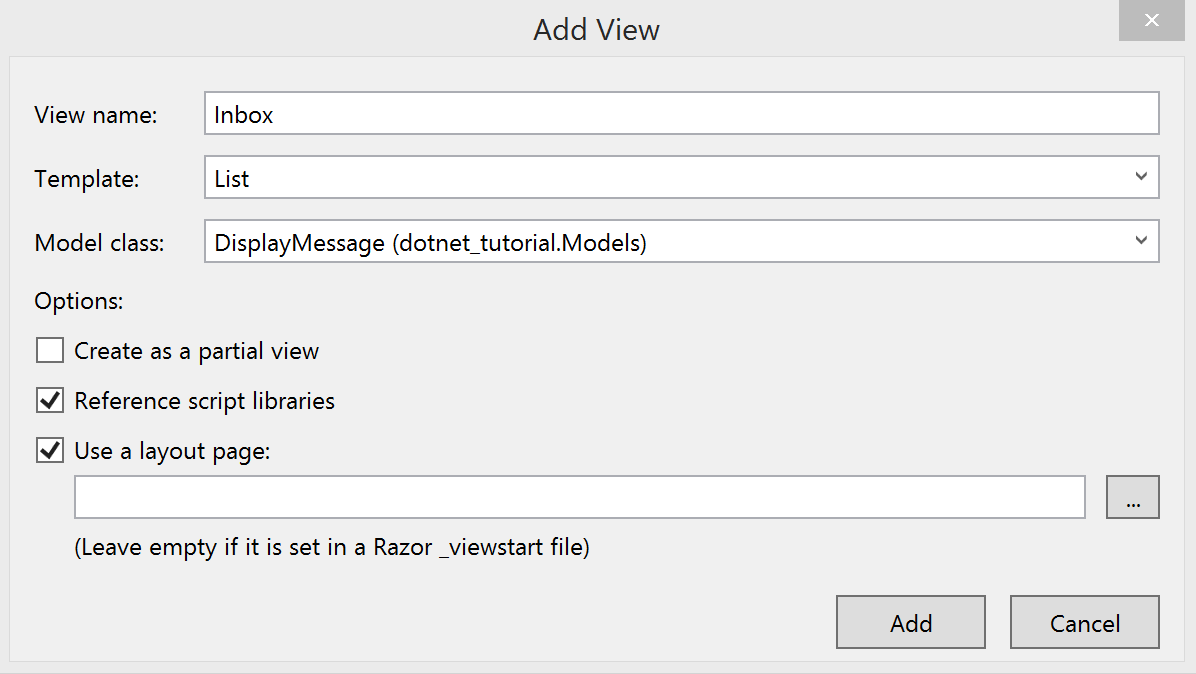 Add View
View name: Inbox
Template: List
Model class: DisplayMessage (dotnet_tutorial.Models)
Options:
Create as a partial view
Reference script libraries
Use a layout page:
...
(Leave empty if it is set in a Razor _viewstart file)
Add Cancel